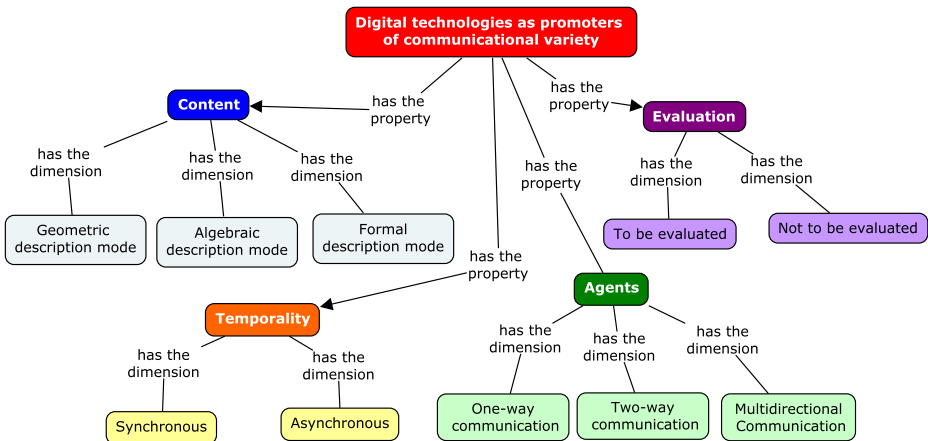 Digital technologies as promoters
of communicational variety
has the
property
Content
has the
property
Evaluation
has the
dimension
has the
dimension
has the
dimension
has the
property
has the
dimension
has the
dimension
Geometric
description mode
Algebraic
description mode
Formal
description mode
To be evaluated
Not to be evaluated
has the
property
Agents
Temporality
has the
dimension
has the
dimension
has the
dimension
has the
dimension
has the
dimension
Synchronous
Asynchronous
One-way
communication
Two-way
communication
Multidirectional
Communication